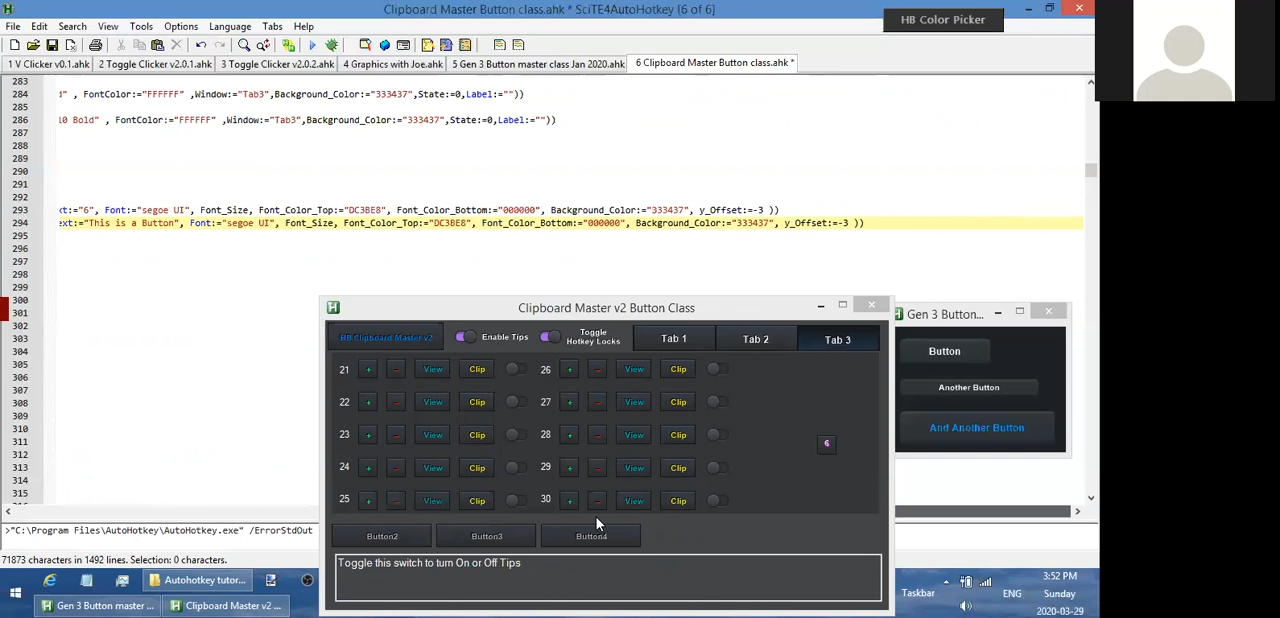 Clipboard Master Button class.ahk * SciTE4AutoHotkey [6 of 6]
HB Color Picker
File Edit Search View Tools Options Language Tabs Help
1 V Clicker v0.1.ahk 2 Toggle Clicker v2.0.1.ahk 3 Toggle Clicker v2.0.2.ahk 4 Graphics with Joe.ahk 5 Gen 3 Button master class Jan 2020.ahk 6 Clipboard Master Button class.ahk *
283
284 , FontColor:="FFFFFF" ,Window:="Tab3",Background_Color:="333437",State:=0,Label:=""))
285
286 10 Bold" , FontColor:="FFFFFF" ,Window:="Tab3",Background_Color:="333437",State:=0,Label:=""))
287
288
289
290
291
292
293 xt:="6", Font:="segoe UI", Font_Size, Font_Color_Top:="DC3BE8", Font_Color_Bottom:="000000", Background_Color:="333437", y_Offset:=-3 ))
294 ext:="This is a Button", Font:="segoe UI", Font_Size, Font_Color_Top:="DC3BE8", Font_Color_Bottom:="000000", Background_Color:="333437", y_Offset:=-3 ))
295
296
297
298
299
300
301
302
303
304
305
306
307
308
309
310
311
312
313
314
315
Clipboard Master v2 Button Class
HB Clipboard Master v2 Enable Tips Toggle Hotkey Locks Tab 1 Tab 2 Tab 3
21 + - View Clip 26 + - View Clip
22 + - View Clip 27 + - View Clip
23 + - View Clip 28 + - View Clip
6
24 + - View Clip 29 + - View Clip
25 + - View Clip 30 + - View Clip
Button2 Button3 Button4
Toggle this switch to turn On or Off Tips
Gen 3 Button...
Button
Another Button
And Another Button
>"C:\Program Files\AutoHotkey\AutoHotkey.exe" /ErrorStdOut
71873 characters in 1492 lines. Selection: 0 characters.
Autohotkey tutor...
Gen 3 Button master ... Clipboard Master v2 ...
Taskbar
ENG
3:52 PM
Sunday
2020-03-29